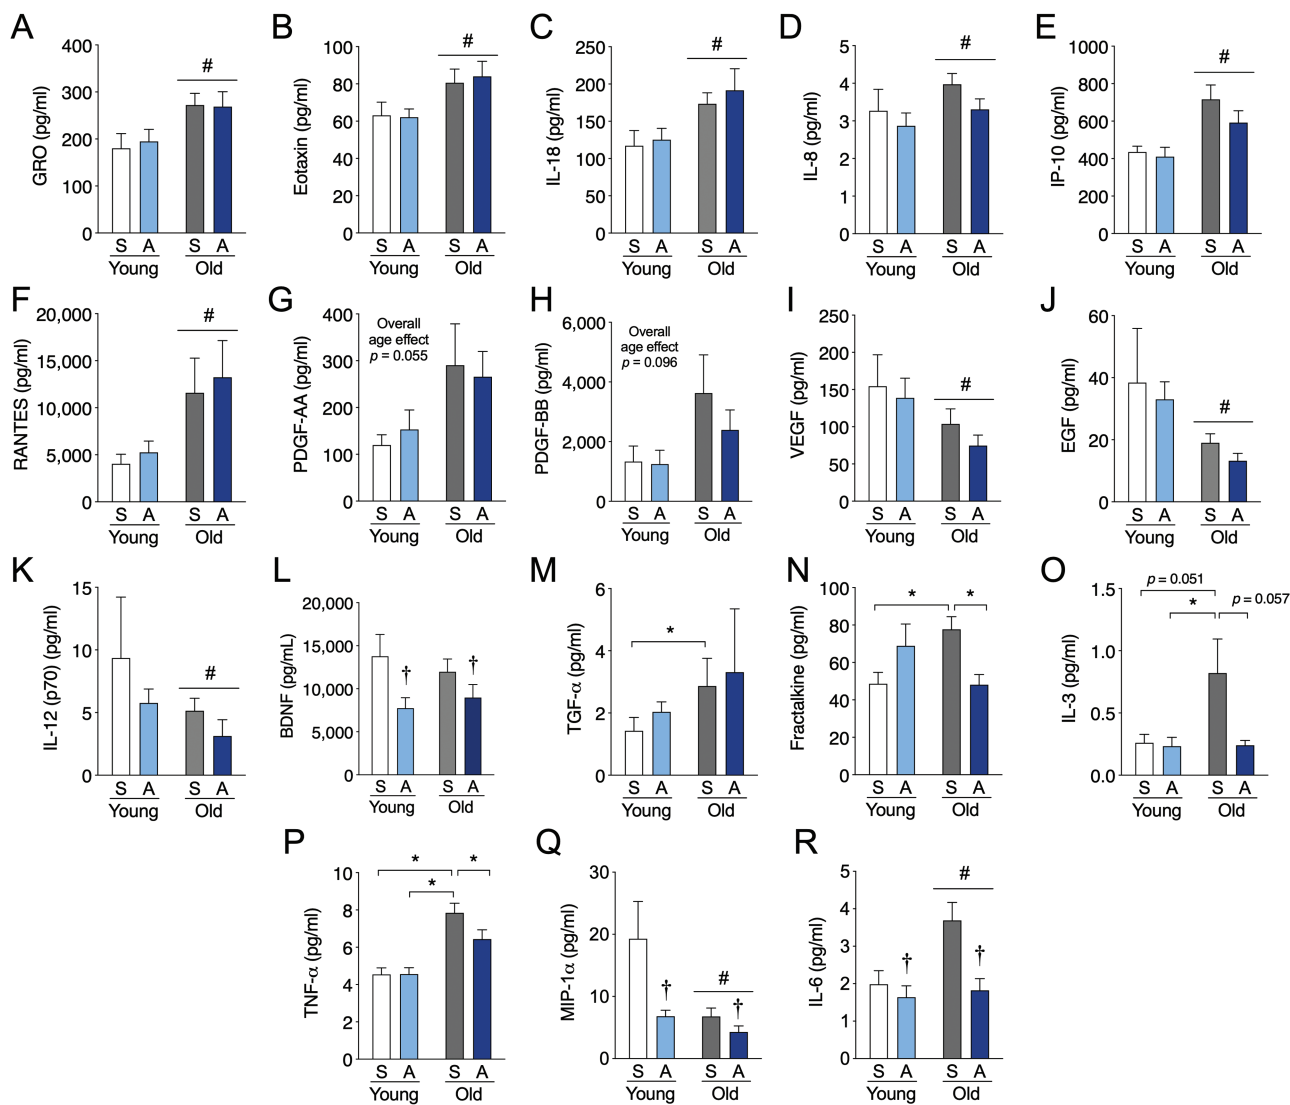 A
GRO (pg/ml)
400
300
200
100
0
#
S A S A
Young Old
B
Eotaxin (pg/ml)
100
80
60
40
20
0
#
S A S A
Young Old
C
IL-18 (pg/ml)
250
200
150
100
50
0
#
S A S A
Young Old
D
IL-8 (pg/ml)
5
4
3
2
1
0
#
S A S A
Young Old
E
IP-10 (pg/ml)
1000
800
600
400
200
0
#
S A S A
Young Old
F
RANTES (pg/ml)
20,000
15,000
10,000
5,000
0
#
S A S A
Young Old
G
PDGF-AA (pg/ml)
400
300
200
100
0
Overall
age effect
p = 0.055
S A S A
Young Old
H
PDGF-BB (pg/ml)
6,000
4,000
2,000
0
Overall
age effect
p = 0.096
S A S A
Young Old
I
VEGF (pg/ml)
250
200
150
100
50
0
#
S A S A
Young Old
J
EGF (pg/ml)
60
40
20
0
#
S A S A
Young Old
K
IL-12 (p70) (pg/ml)
15
10
5
0
#
S A S A
Young Old
L
BDNF (pg/mL)
20,000
15,000
10,000
5,000
0
† †
S A S A
Young Old
M
TGF-α (pg/ml)
6
4
2
0
*
S A S A
Young Old
N
Fractalkine (pg/ml)
100
80
60
40
20
0
* *
S A S A
Young Old
O
IL-3 (pg/ml)
1.5
1.0
0.5
0.0
p = 0.051
* p = 0.057
S A S A
Young Old
P
TNF-α (pg/ml)
10
8
6
4
2
0
* *
*
S A S A
Young Old
Q
MIP-1α (pg/ml)
30
20
10
0
#
† †
S A S A
Young Old
R
IL-6 (pg/ml)
5
4
3
2
1
0
#
† †
S A S A
Young Old